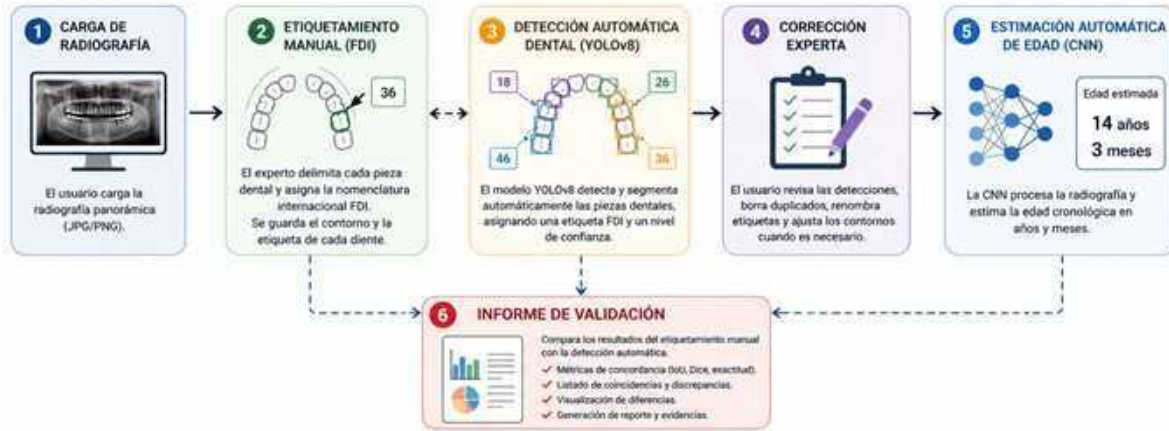 1 CARGA DE
RADIOGRAFÍA
El usuario carga la
radiografía panorámica
(JPG/PNG).
2 ETIQUETAMIENTO
MANUAL (FDI)
36
El experto delimita cada pieza
dental y asigna la nomenclatura
internacional FDI.
Se guarda el contorno y la
etiqueta de cada diente.
3 DETECCIÓN AUTOMÁTICA
DENTAL (YOLOv8)
18
26
46
36
El modelo YOLOv8 detecta y segmenta
automáticamente las piezas dentales,
asignando una etiqueta FDI y un nivel
de confianza.
4 CORRECCIÓN
EXPERTA
El usuario revisa las detecciones,
borra duplicados, renombra
etiquetas y ajusta los contornos
cuando es necesario.
5 ESTIMACIÓN AUTOMÁTICA
DE EDAD (CNN)
Edad estimada
14 años
3 meses
La CNN procesa la radiografía y
estima la edad cronológica en
años y meses.
6 INFORME DE VALIDACIÓN
Compara los resultados del etiquetamiento manual
con la detección automática.
✓ Métricas de concordancia (IoU, Dice, exactitud).
✓ Listado de coincidencias y discrepancias.
✓ Visualización de diferencias.
✓ Generación de reporte y evidencias.